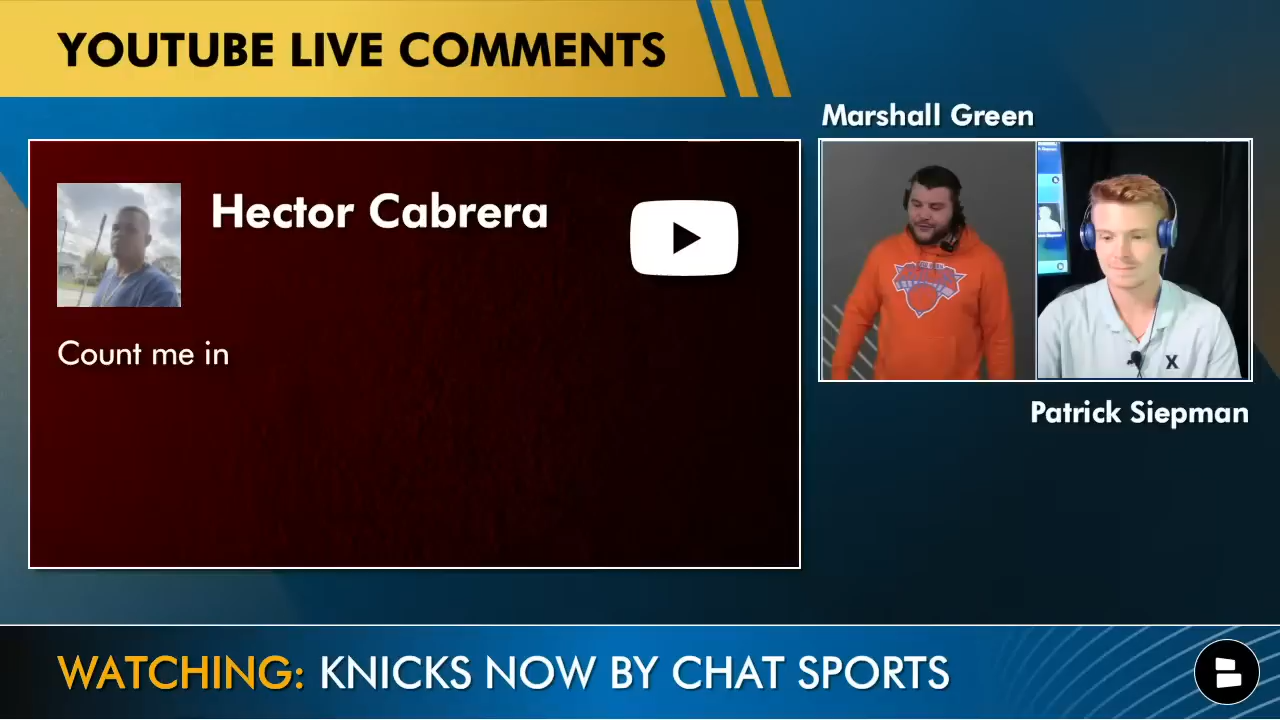 YOUTUBE LIVE COMMENTS
Marshall Green
Hector Cabrera
Count me in
X
Patrick Siepman
WATCHING: KNICKS NOW BY CHAT SPORTS